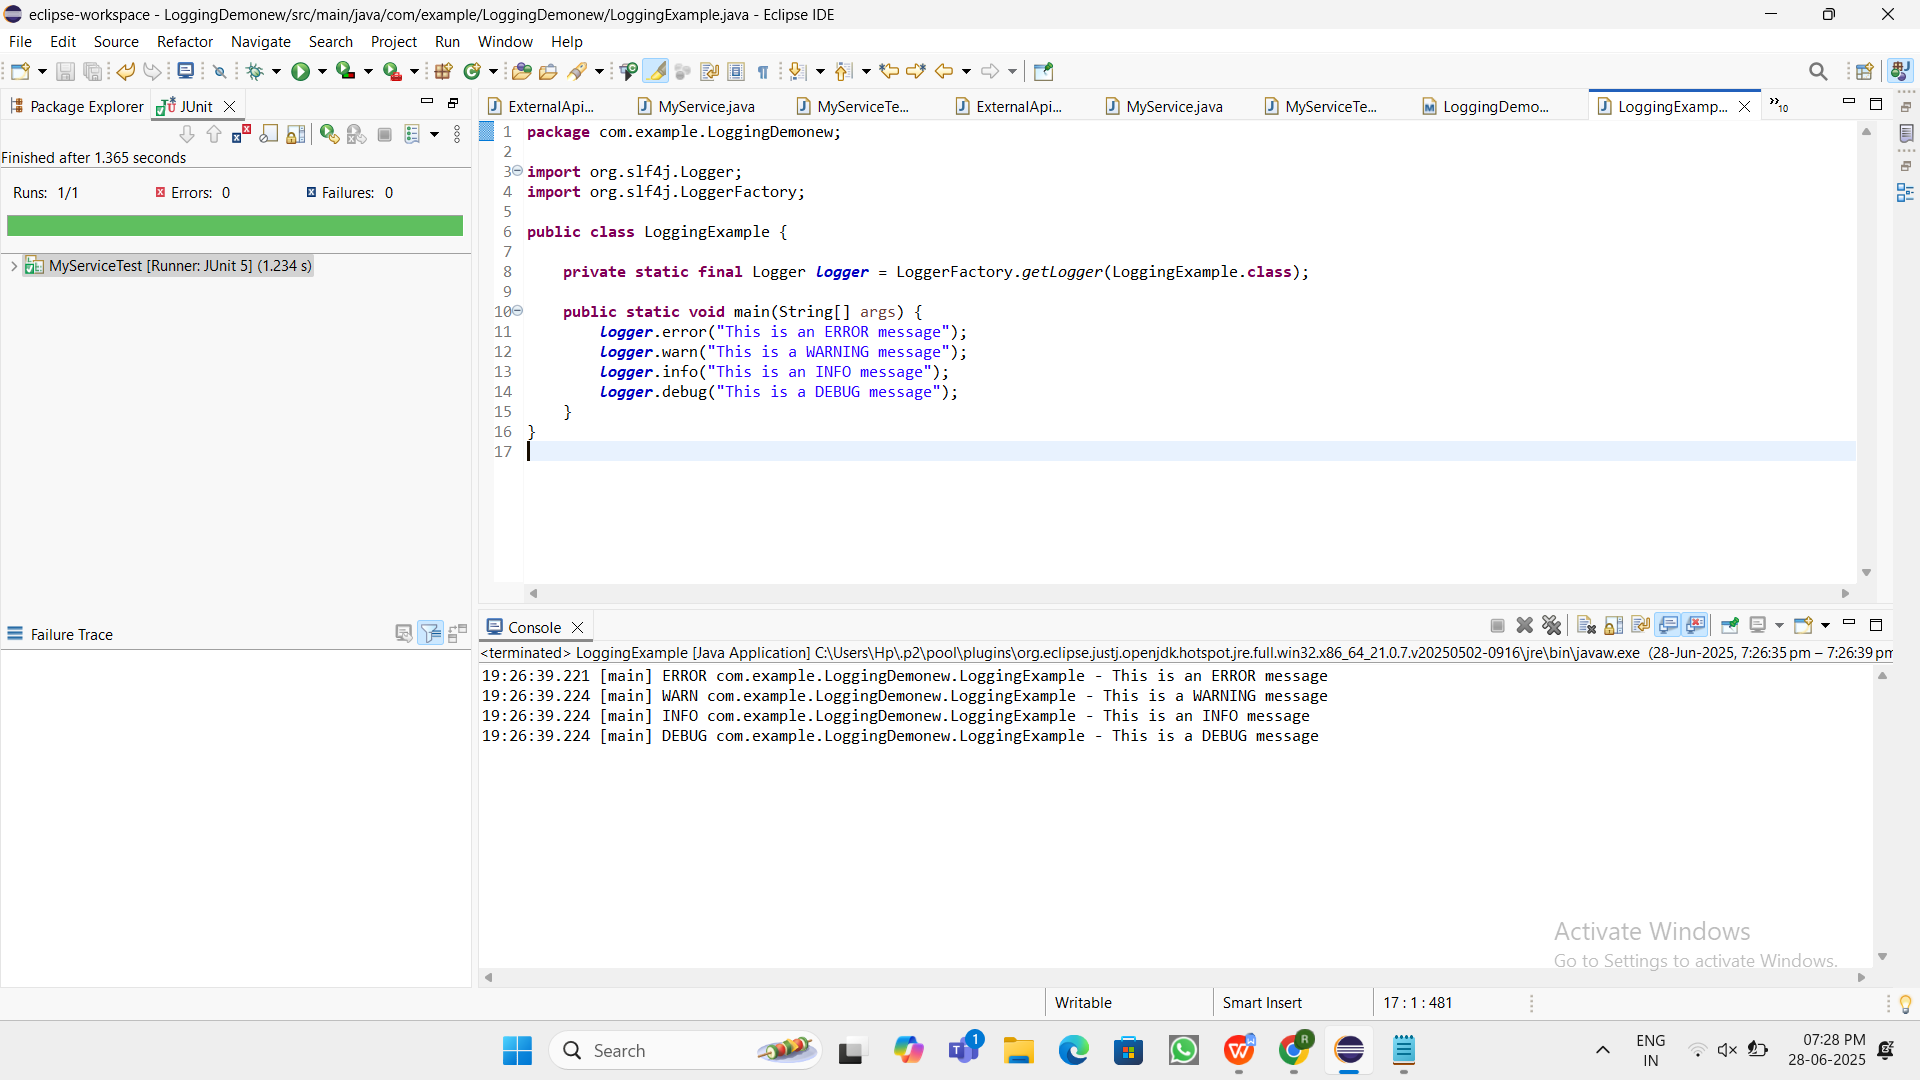 eclipse-workspace - LoggingDemonew/src/main/java/com/example/LoggingDemonew/LoggingExample.java - Eclipse IDE
File Edit Source Refactor Navigate Search Project Run Window Help
Package Explorer JUnit
Finished after 1.365 seconds
Runs: 1/1 Errors: 0 Failures: 0
MyServiceTest [Runner: JUnit 5] (1.234 s)
Failure Trace
ExternalApi... MyService.java MyServiceTe... ExternalApi... MyService.java MyServiceTe... LoggingDemo... LoggingExamp... »10
1 package com.example.LoggingDemonew;
2
3 import org.slf4j.Logger;
4 import org.slf4j.LoggerFactory;
5
6 public class LoggingExample {
7
8     private static final Logger logger = LoggerFactory.getLogger(LoggingExample.class);
9
10     public static void main(String[] args) {
11         logger.error("This is an ERROR message");
12         logger.warn("This is a WARNING message");
13         logger.info("This is an INFO message");
14         logger.debug("This is a DEBUG message");
15     }
16 }
17
Console
<terminated> LoggingExample [Java Application] C:\Users\Hp\.p2\pool\plugins\org.eclipse.justj.openjdk.hotspot.jre.full.win32.x86_64_21.0.7.v20250502-0916\jre\bin\javaw.exe (28-Jun-2025, 7:26:35 pm – 7:26:39 pm
19:26:39.221 [main] ERROR com.example.LoggingDemonew.LoggingExample - This is an ERROR message
19:26:39.224 [main] WARN com.example.LoggingDemonew.LoggingExample - This is a WARNING message
19:26:39.224 [main] INFO com.example.LoggingDemonew.LoggingExample - This is an INFO message
19:26:39.224 [main] DEBUG com.example.LoggingDemonew.LoggingExample - This is a DEBUG message
Activate Windows
Go to Settings to activate Windows.
Writable Smart Insert 17 : 1 : 481
Search
1
R
ENG
IN
07:28 PM
28-06-2025